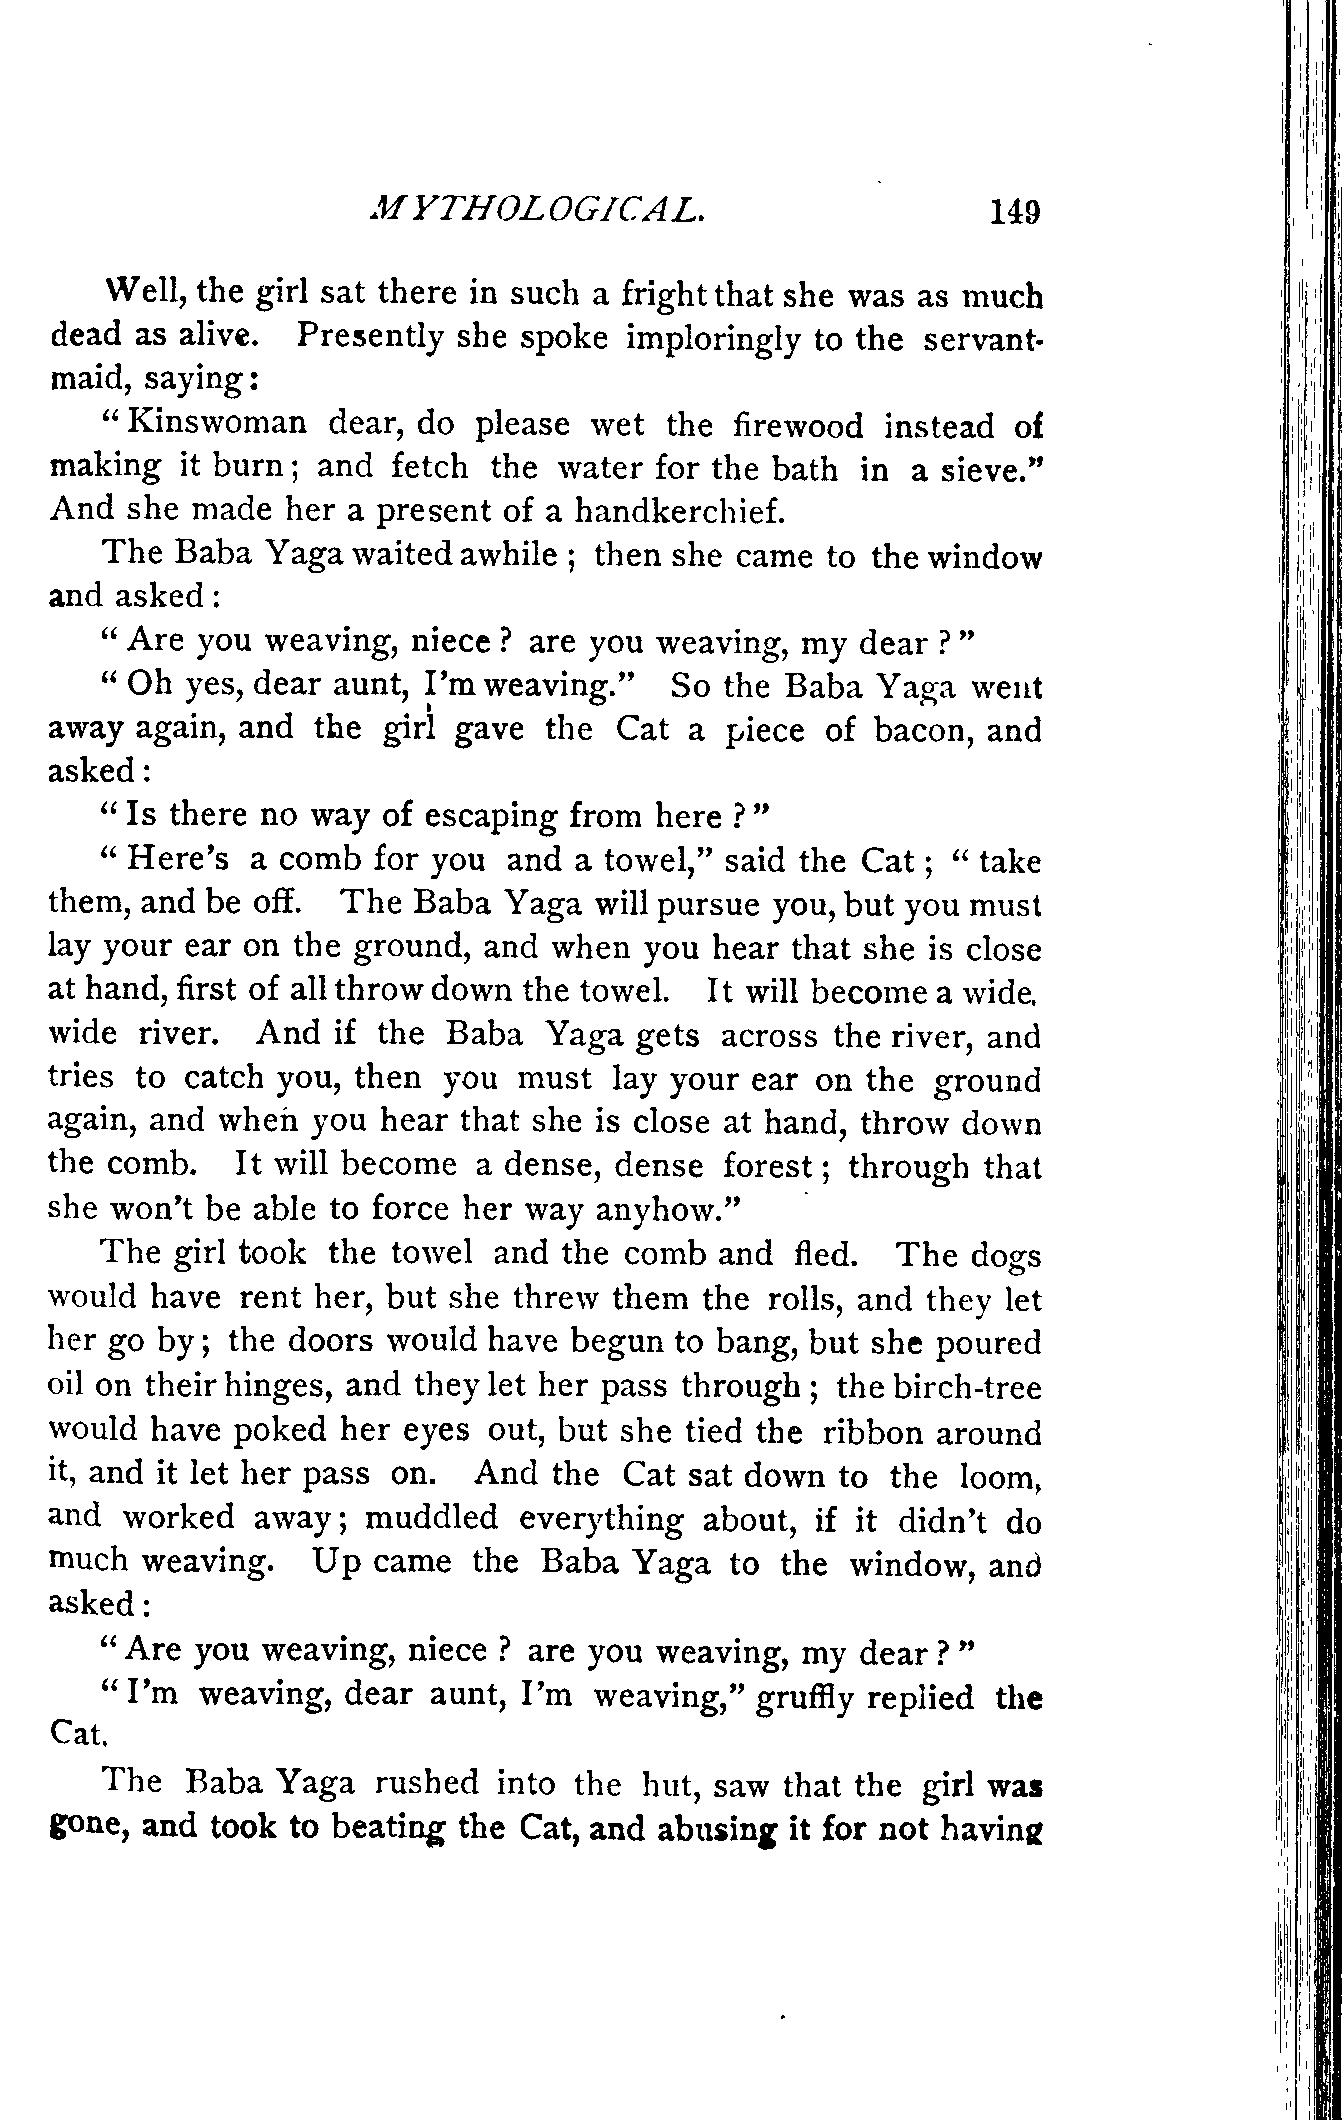 MYTHOLOGICAL. 149
Well, the girl sat there in such a fright that she was as much
dead as alive. Presently she spoke imploringly to the servant-
maid, saying:
“Kinswoman dear, do please wet the firewood instead of
making it burn; and fetch the water for the bath in a sieve.”
And she made her a present of a handkerchief.
The Baba Yaga waited awhile; then she came to the window
and asked:
“Are you weaving, niece? are you weaving, my dear?”
“Oh yes, dear aunt, I’m weaving.” So the Baba Yaga went
away again, and the girl gave the Cat a piece of bacon, and
asked:
“Is there no way of escaping from here?”
“Here’s a comb for you and a towel,” said the Cat; “take
them, and be off. The Baba Yaga will pursue you, but you must
lay your ear on the ground, and when you hear that she is close
at hand, first of all throw down the towel. It will become a wide,
wide river. And if the Baba Yaga gets across the river, and
tries to catch you, then you must lay your ear on the ground
again, and when you hear that she is close at hand, throw down
the comb. It will become a dense, dense forest; through that
she won’t be able to force her way anyhow.”
The girl took the towel and the comb and fled. The dogs
would have rent her, but she threw them the rolls, and they let
her go by; the doors would have begun to bang, but she poured
oil on their hinges, and they let her pass through; the birch-tree
would have poked her eyes out, but she tied the ribbon around
it, and it let her pass on. And the Cat sat down to the loom,
and worked away; muddled everything about, if it didn’t do
much weaving. Up came the Baba Yaga to the window, and
asked:
“Are you weaving, niece? are you weaving, my dear?”
“I’m weaving, dear aunt, I’m weaving,” gruffly replied the
Cat.
The Baba Yaga rushed into the hut, saw that the girl was
gone, and took to beating the Cat, and abusing it for not having